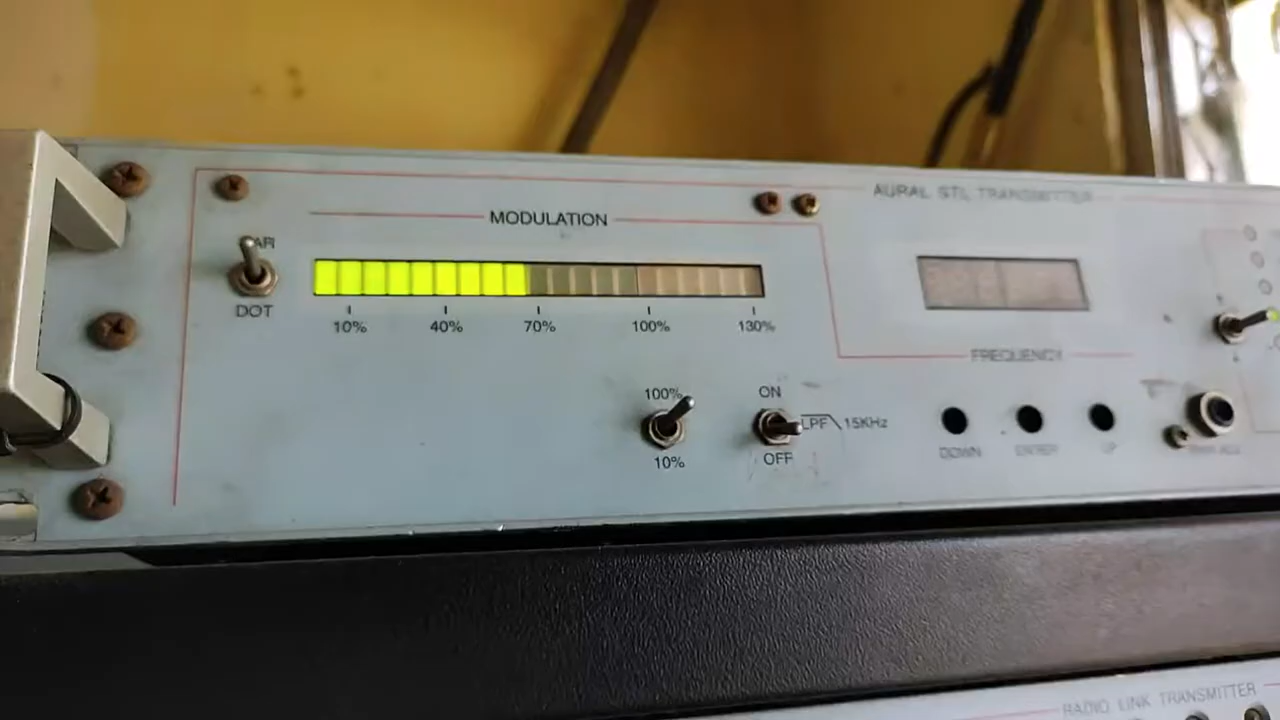 AURAL STL TRANSMITTER
MODULATION
DOT
10% 40% 70% 100% 130%
FREQUENCY
100%
10%
ON
LPF 15KHz
OFF
DOWN ENTER UP
RADIO LINK TRANSMITTER